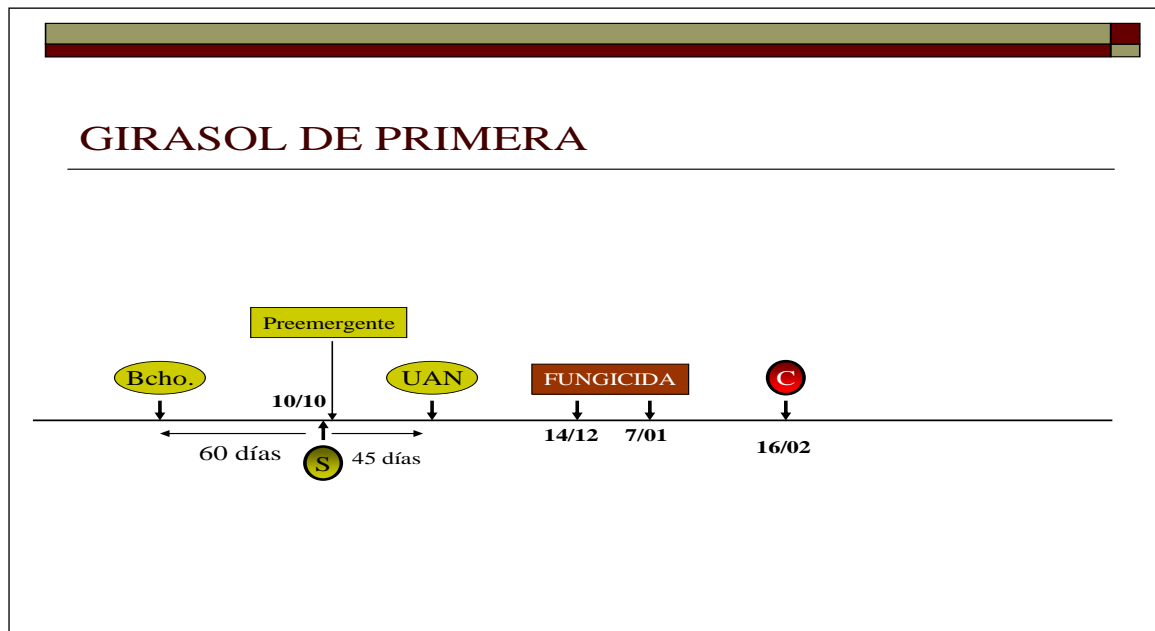 GIRASOL DE PRIMERA
Preemergente
Bcho.
UAN
FUNGICIDA
C
10/10
14/12
7/01
16/02
60 días
S
45 días